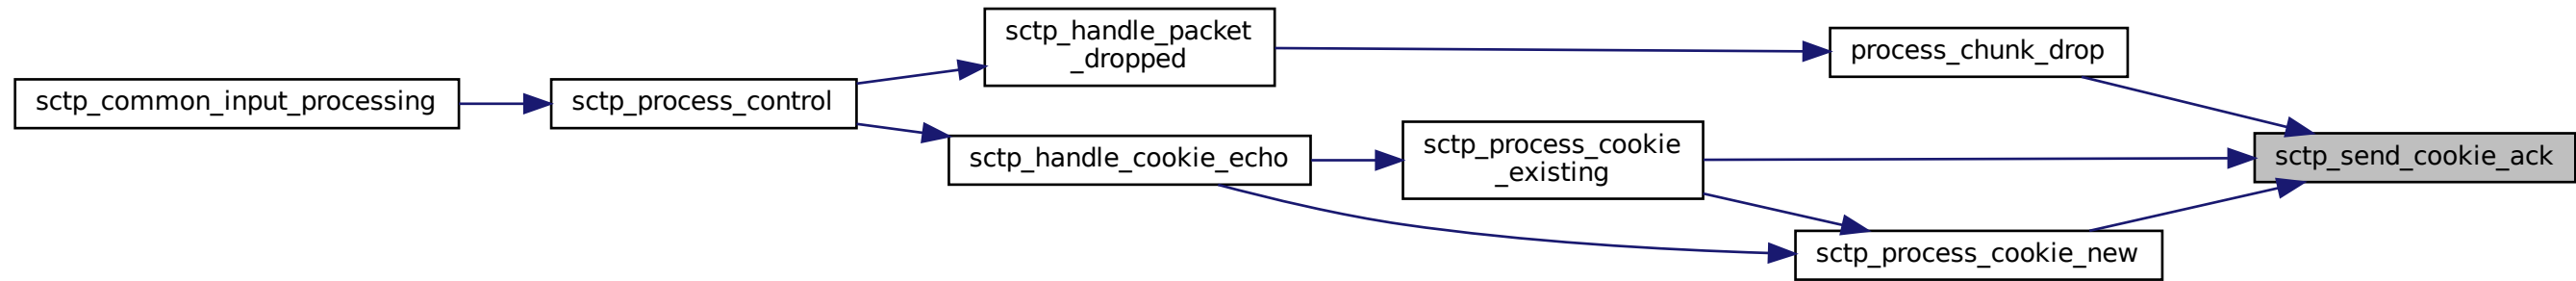 sctp_common_input_processing
sctp_process_control
sctp_handle_packet
_dropped
sctp_handle_cookie_echo
sctp_process_cookie
_existing
process_chunk_drop
sctp_process_cookie_new
sctp_send_cookie_ack